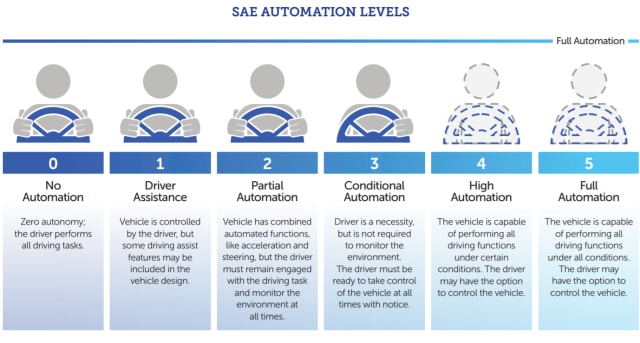 SAE AUTOMATION LEVELS
Full Automation
0
No
Automation
Zero autonomy;
the driver performs
all driving tasks.
1
Driver
Assistance
Vehicle is controlled
by the driver, but
some driving assist
features may be
included in the
vehicle design.
2
Partial
Automation
Vehicle has combined
automated functions,
like acceleration and
steering, but the driver
must remain engaged
with the driving task
and monitor the
environment at
all times.
3
Conditional
Automation
Driver is a necessity,
but is not required
to monitor the
environment.
The driver must be
ready to take control
of the vehicle at all
times with notice.
4
High
Automation
The vehicle is capable
of performing all
driving functions
under certain
conditions. The driver
may have the option
to control the vehicle.
5
Full
Automation
The vehicle is capable
of performing all
driving functions
under all conditions.
The driver may
have the option to
control the vehicle.